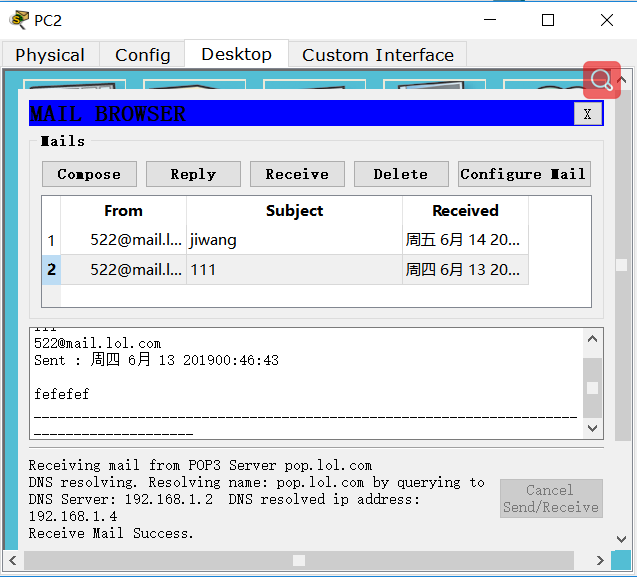 PC2
Physical Config Desktop Custom Interface
MAIL BROWSER X
Mails
Compose Reply Receive Delete Configure Mail
From Subject Received
1 522@mail.l... jiwang 周五 6月 14 20...
2 522@mail.l... 111 周四 6月 13 20...
522@mail.lol.com
Sent : 周四 6月 13 201900:46:43
fefefef
Receiving mail from POP3 Server pop.lol.com
DNS resolving. Resolving name: pop.lol.com by querying to
DNS Server: 192.168.1.2 DNS resolved ip address:
192.168.1.4
Receive Mail Success.
Cancel
Send/Receive